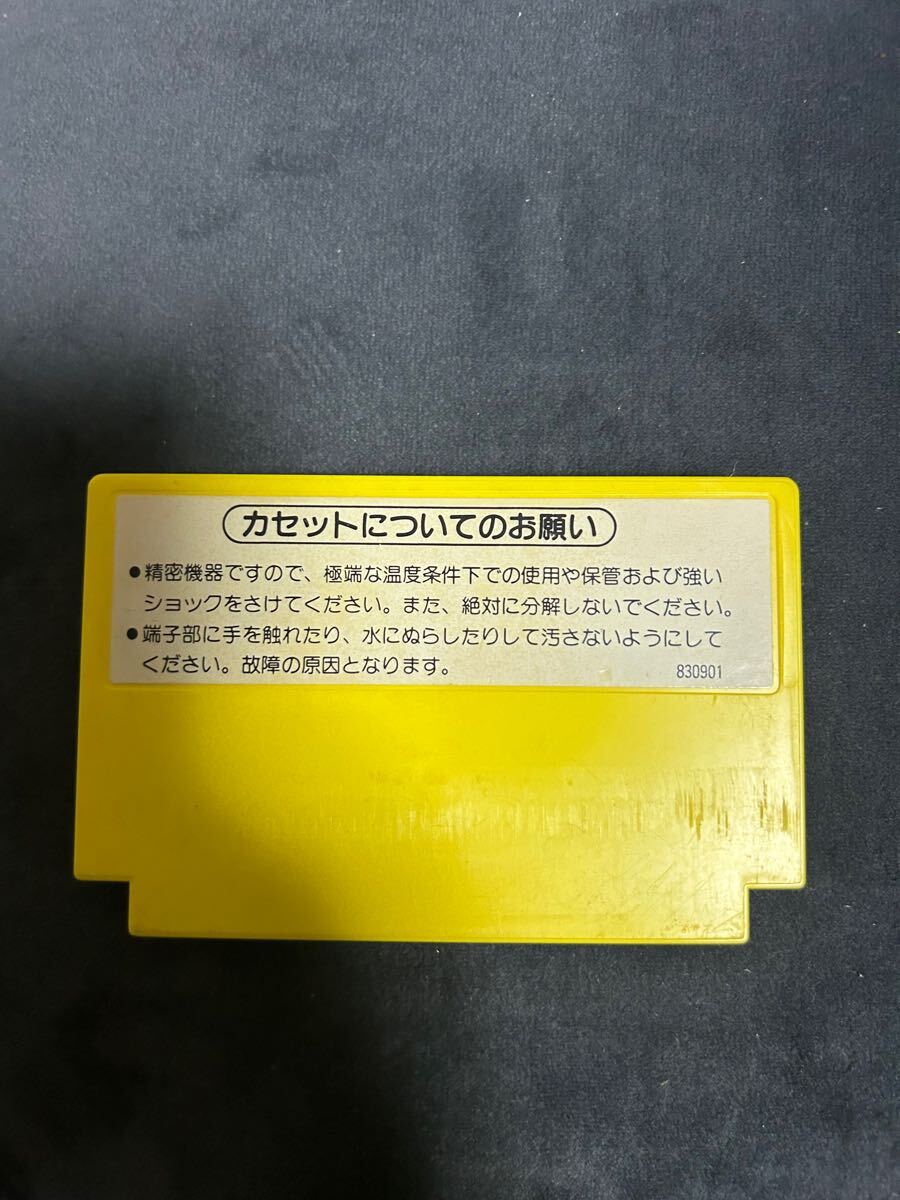 カセットについてのお願い
●精密機器ですので、極端な温度条件下での使用や保管および強い
ショックをさけてください。また、絶対に分解しないでください。
●端子部に手を触れたり、水にぬらしたりして汚さないようにして
ください。故障の原因となります。
830901